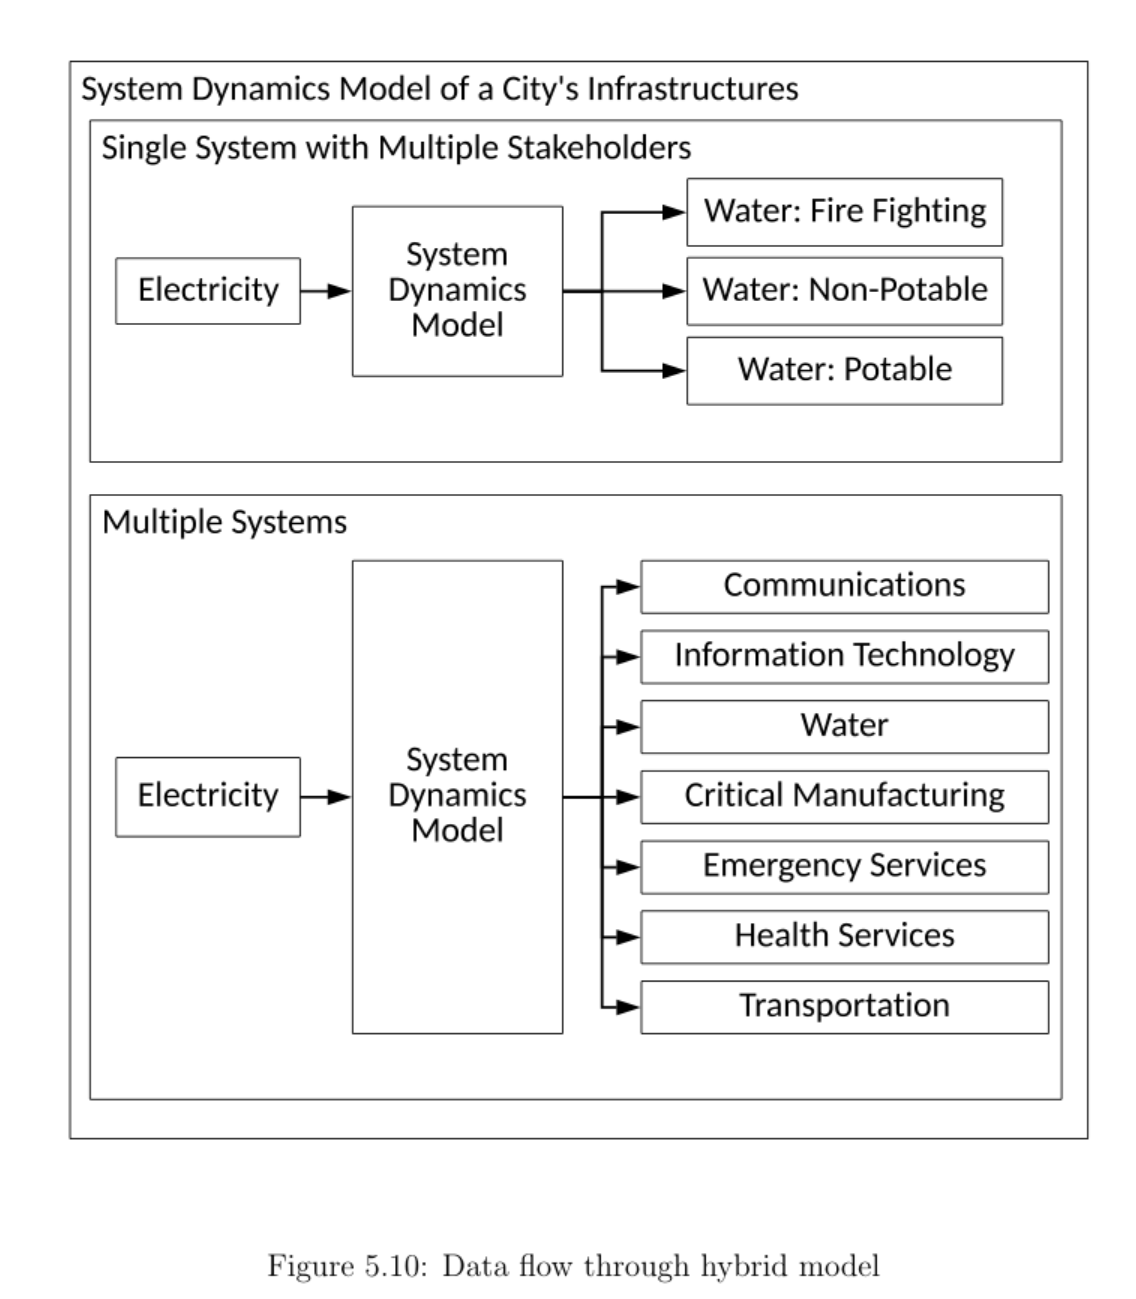 System Dynamics Model of a City's Infrastructures
Single System with Multiple Stakeholders
Electricity
System
Dynamics
Model
Water: Fire Fighting
Water: Non-Potable
Water: Potable
Multiple Systems
Electricity
System
Dynamics
Model
Communications
Information Technology
Water
Critical Manufacturing
Emergency Services
Health Services
Transportation
Figure 5.10: Data flow through hybrid model